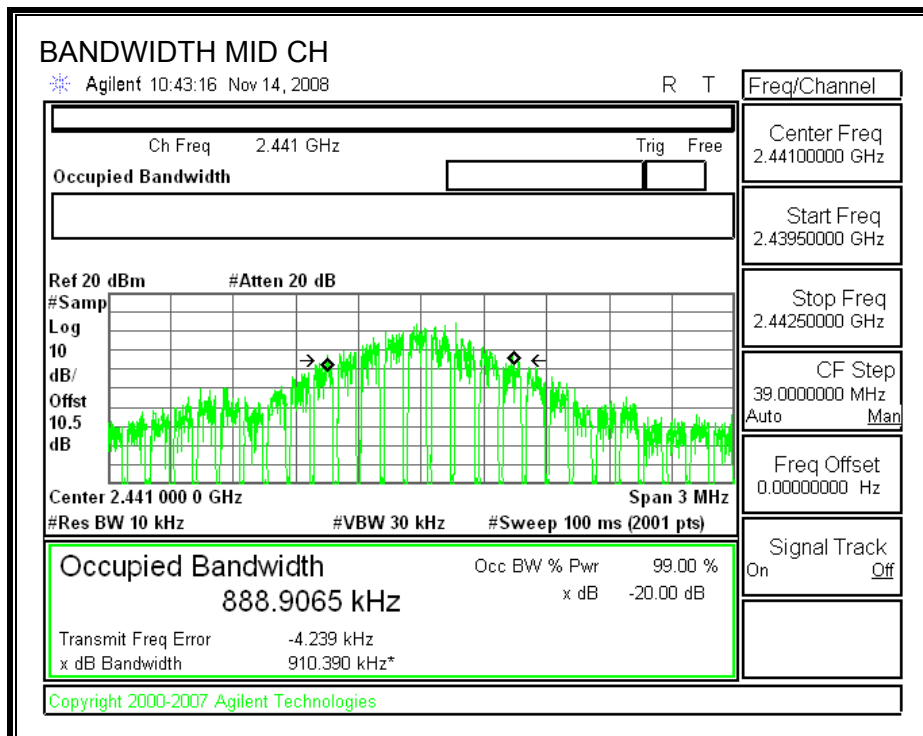 BANDWIDTH MID CH
Agilent 10:43:16 Nov 14, 2008 R T
Freq/Channel
Ch Freq 2.441 GHz Trig Free
Occupied Bandwidth
Center Freq
2.44100000 GHz
Start Freq
2.43950000 GHz
Stop Freq
2.44250000 GHz
CF Step
39.0000000 MHz
Auto Man
Freq Offset
0.00000000 Hz
Signal Track
On Off
Ref 20 dBm #Atten 20 dB
#Samp
Log
10
dB/
Offst
10.5
dB
Center 2.441 000 0 GHz Span 3 MHz
#Res BW 10 kHz #VBW 30 kHz #Sweep 100 ms (2001 pts)
Occupied Bandwidth Occ BW % Pwr 99.00 %
888.9065 kHz x dB -20.00 dB
Transmit Freq Error -4.239 kHz
x dB Bandwidth 910.390 kHz*
Copyright 2000-2007 Agilent Technologies